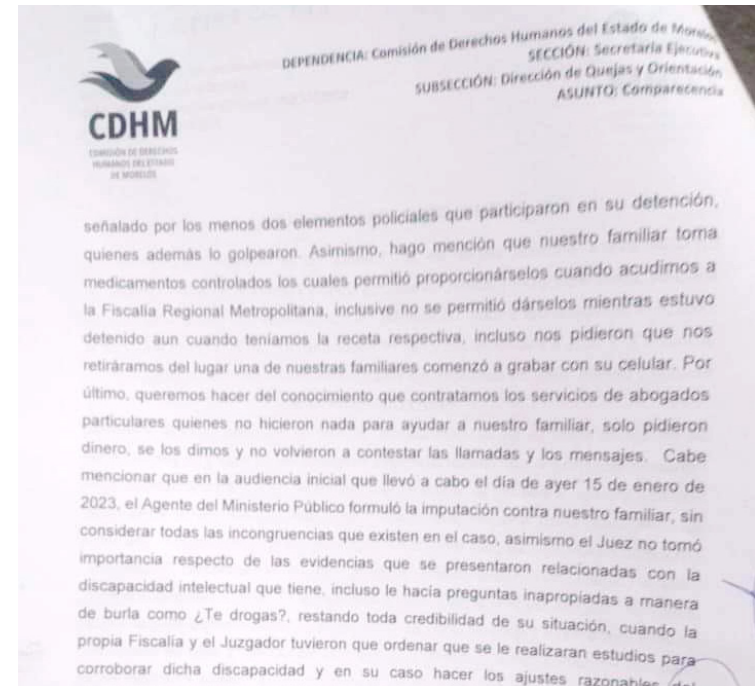 DEPENDENCIA: Comisión de Derechos Humanos del Estado de
SECCIÓN: Secretaría
SUBSECCIÓN: Dirección de Quejas y Orientación
ASUNTO: Comparecencia
CDHM
COMISIÓN DE DERECHOS
HUMANOS DEL ESTADO
DE MORELOS
señalado por los menos dos elementos policiales que participaron en su detención,
quienes además lo golpearon. Asimismo, hago mención que nuestro familiar toma
medicamentos controlados los cuales permitió proporcionárselos cuando acudimos a
la Fiscalía Regional Metropolitana, inclusive no se permitió dárselos mientras estuvo
detenido aun cuando teníamos la receta respectiva, incluso nos pidieron que nos
retiráramos del lugar una de nuestras familiares comenzó a grabar con su celular. Por
último, queremos hacer del conocimiento que contratamos los servicios de abogados
particulares quienes no hicieron nada para ayudar a nuestro familiar, solo pidieron
dinero, se los dimos y no volvieron a contestar las llamadas y los mensajes. Cabe
mencionar que en la audiencia inicial que llevó a cabo el día de ayer 15 de enero de
2023, el Agente del Ministerio Público formuló la imputación contra nuestro familiar, sin
considerar todas las incongruencias que existen en el caso, asimismo el Juez no tomó
importancia respecto de las evidencias que se presentaron relacionadas con la
discapacidad intelectual que tiene, incluso le hacía preguntas inapropiadas a manera
de burla como ¿Te drogas?, restando toda credibilidad de su situación, cuando la
propia Fiscalía y el Juzgador tuvieron que ordenar que se le realizaran estudios para
corroborar dicha discapacidad y en su caso hacer los ajustes razonables